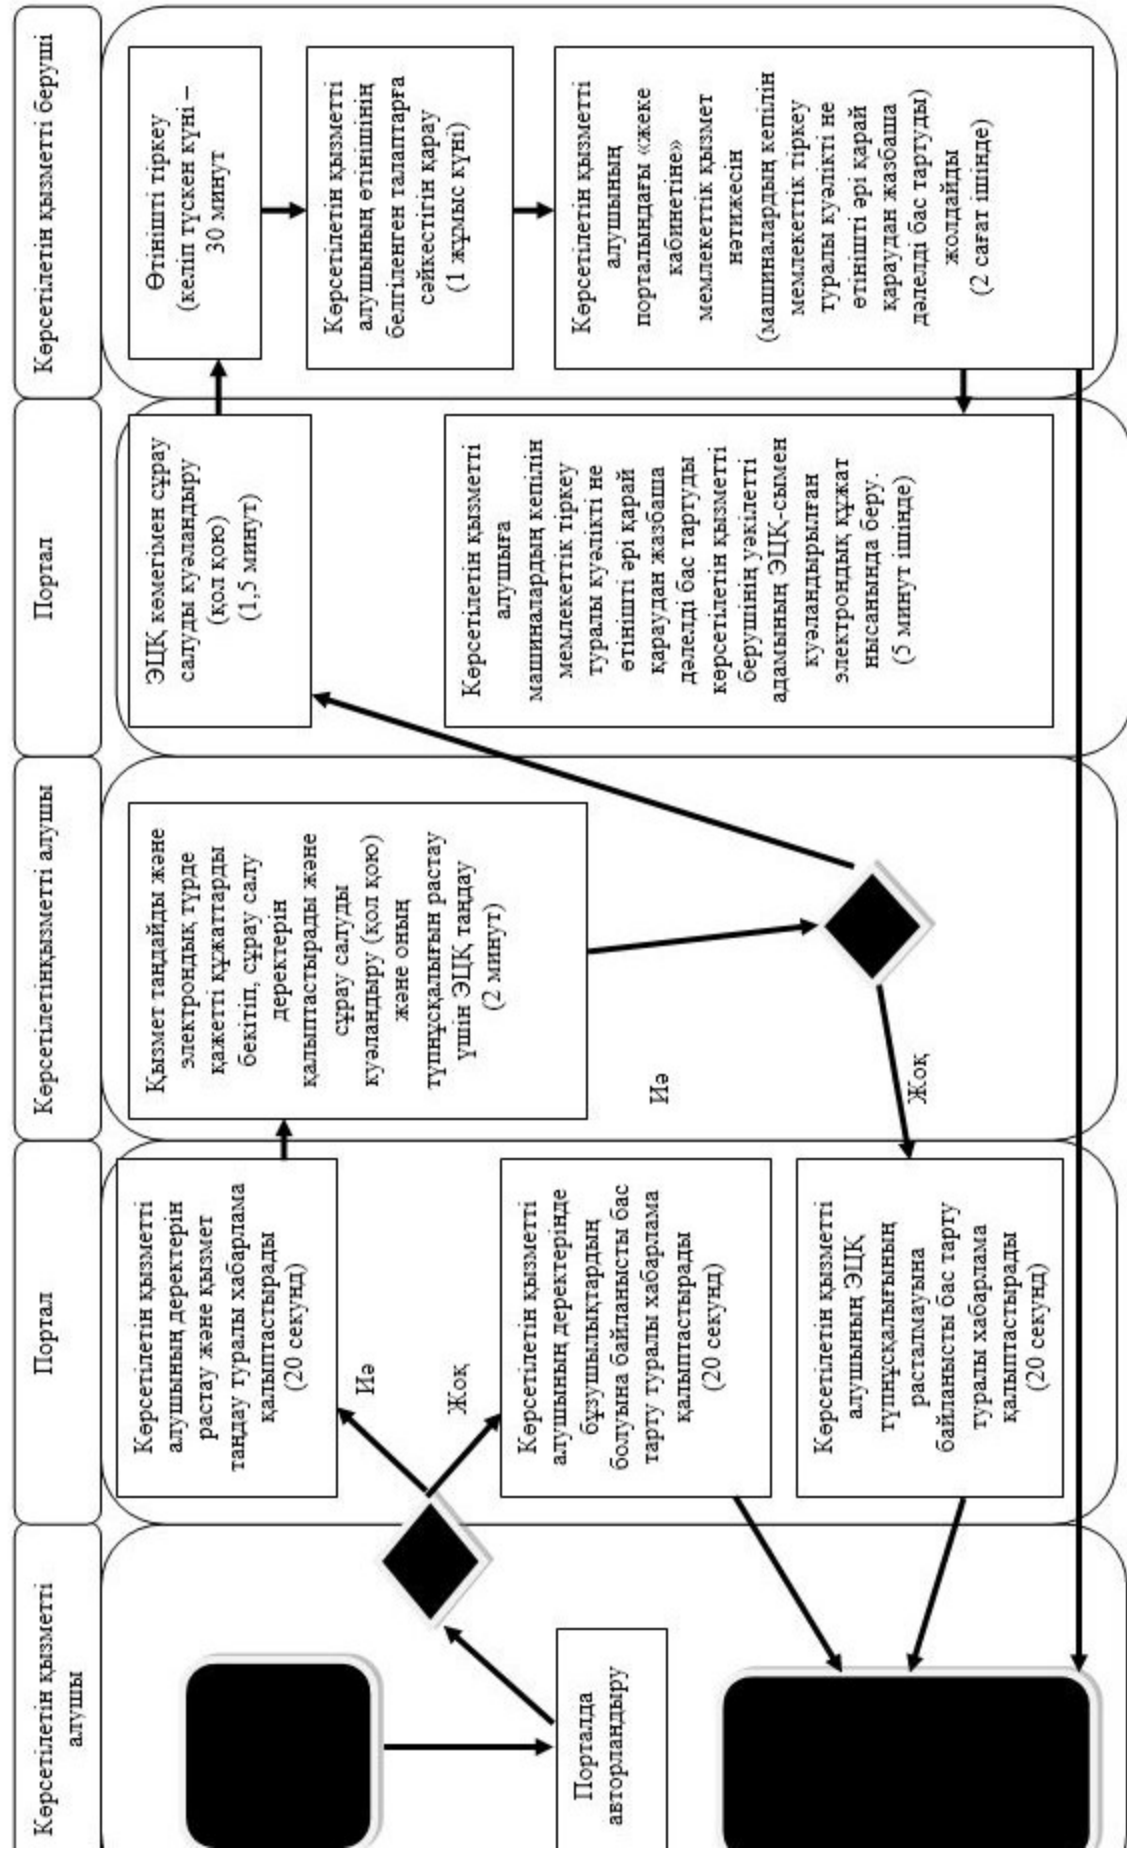 Көрсетілетін қызметті
алушы
Портал
Көрсетілетінқызметті алушы
Портал
Көрсетілетін қызметті беруші
Порталда
авторландыру
Көрсетілетін қызметті
алушының деректерін
растау және қызмет
таңдау туралы хабарлама
қалыптастырады
(20 секунд)
Иә
Жоқ
Көрсетілетін қызметті
алушының деректерінде
бұзушылықтардың
болуына байланысты бас
тарту туралы хабарлама
қалыптастырады
(20 секунд)
Көрсетілетін қызметті
алушының ЭЦҚ
түпнұсқалығының
расталмауына
байланысты бас тарту
туралы хабарлама
қалыптастырады
(20 секунд)
Қызмет таңдайды және
электрондық түрде
қажетті құжаттарды
бекітіп, сұрау салу
деректерін
қалыптастырады және
сұрау салуды
куәландыру (қол қою)
және оның
түпнұсқалығын растау
үшін ЭЦҚ таңдау
(2 минут)
Иә
Жоқ
ЭЦҚ көмегімен сұрау
салуды куәландыру
(қол қою)
(1,5 минут)
Көрсетілетін қызметті
алушыға
машиналардың кепілін
мемлекеттік тіркеу
туралы куәлікті не
өтінішті әрі қарай
қараудан жазбаша
дәлелді бас тартуды
көрсетілетін қызметті
берушінің уәкілетті
адамының ЭЦҚ-сымен
куәландырылған
электрондық құжат
нысанында беру.
(5 минут ішінде)
Өтінішті тіркеу
(келіп түскен күні –
30 минут
Көрсетілетін қызметті
алушының өтінішінің
белгіленген талаптарға
сәйкестігін қарау
(1 жұмыс күні)
Көрсетілетін қызметті
алушының
порталындағы «жеке
кабинетіне»
мемлекеттік қызмет
нәтижесін
(машиналардың кепілін
мемлекеттік тіркеу
туралы куәлікті не
өтінішті әрі қарай
қараудан жазбаша
дәлелді бас тартуды)
жолдайды
(2 сағат ішінде)